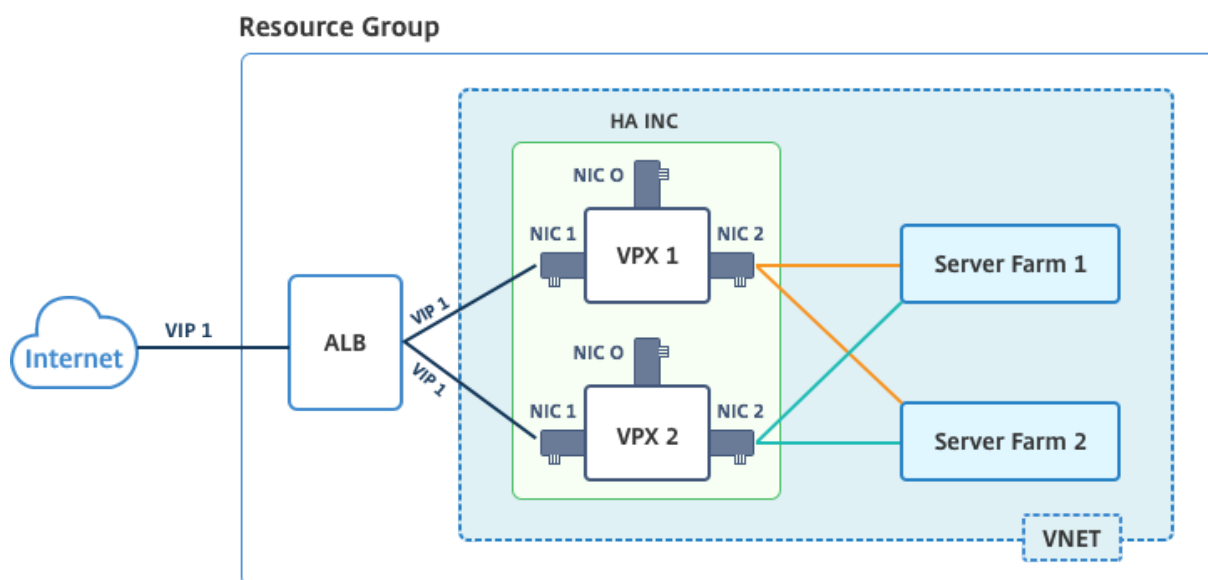 Resource Group
HA INC
NIC O
NIC 1
VPX 1
NIC 2
Server Farm 1
Internet
VIP 1
ALB
VIP 1
VIP 1
NIC O
NIC 1
VPX 2
NIC 2
Server Farm 2
VNET